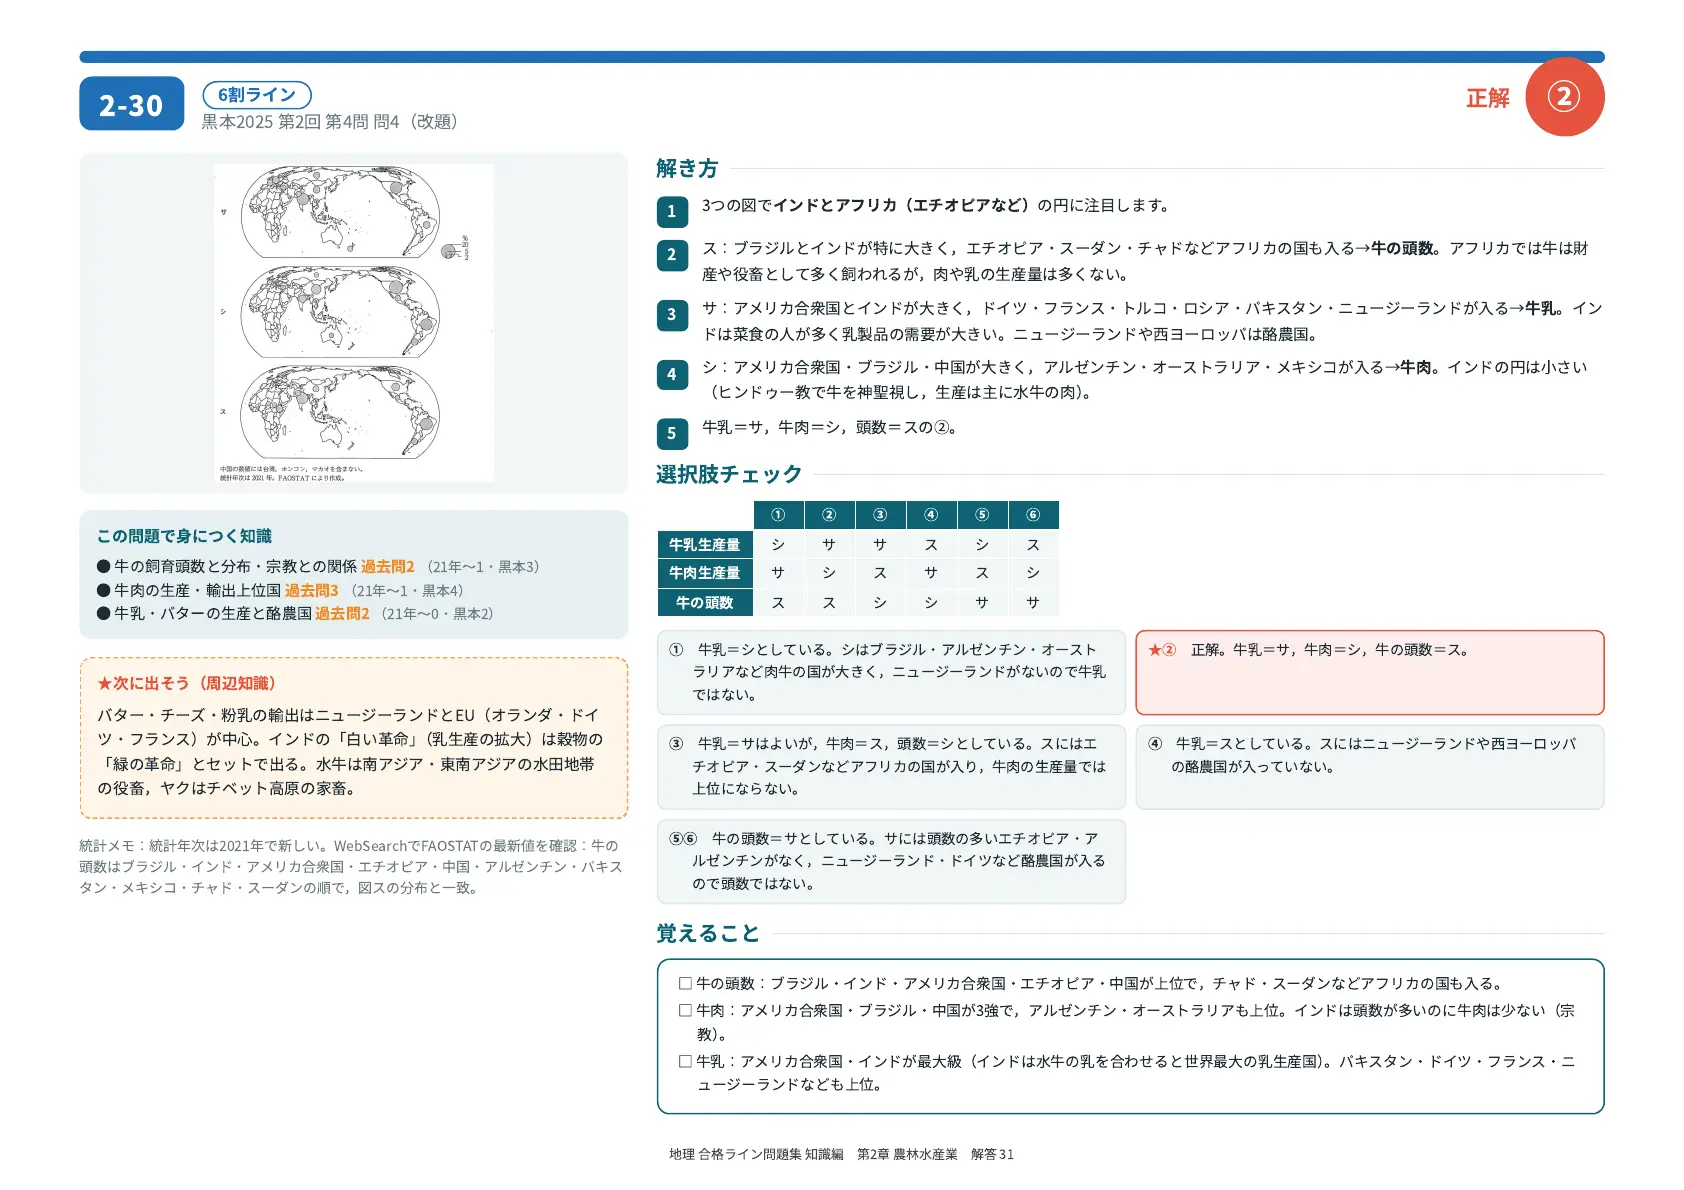 2-30
6割ライン
黒本2025 第2回 第4問 問4（改題）
正解 ②
サ
%
20
5
2
シ
ス
中国の数値には台湾，ホンコン，マカオを含まない。
統計年次は2021年。FAOSTATにより作成。
この問題で身につく知識
● 牛の飼育頭数と分布・宗教との関係 過去問2 （21年〜1・黒本3）
● 牛肉の生産・輸出上位国 過去問3 （21年〜1・黒本4）
● 牛乳・バターの生産と酪農国 過去問2 （21年〜0・黒本2）
★次に出そう（周辺知識）
バター・チーズ・粉乳の輸出はニュージーランドとEU（オランダ・ドイ
ツ・フランス）が中心。インドの「白い革命」（乳生産の拡大）は穀物の
「緑の革命」とセットで出る。水牛は南アジア・東南アジアの水田地帯
の役畜，ヤクはチベット高原の家畜。
統計メモ：統計年次は2021年で新しい。WebSearchでFAOSTATの最新値を確認：牛の
頭数はブラジル・インド・アメリカ合衆国・エチオピア・中国・アルゼンチン・パキス
タン・メキシコ・チャド・スーダンの順で，図スの分布と一致。
解き方
1 3つの図でインドとアフリカ（エチオピアなど）の円に注目します。
2 ス：ブラジルとインドが特に大きく，エチオピア・スーダン・チャドなどアフリカの国も入る→牛の頭数。アフリカでは牛は財
産や役畜として多く飼われるが，肉や乳の生産量は多くない。
3 サ：アメリカ合衆国とインドが大きく，ドイツ・フランス・トルコ・ロシア・パキスタン・ニュージーランドが入る→牛乳。イン
ドは菜食の人が多く乳製品の需要が大きい。ニュージーランドや西ヨーロッパは酪農国。
4 シ：アメリカ合衆国・ブラジル・中国が大きく，アルゼンチン・オーストラリア・メキシコが入る→牛肉。インドの円は小さい
（ヒンドゥー教で牛を神聖視し，生産は主に水牛の肉）。
5 牛乳＝サ，牛肉＝シ，頭数＝スの②。
選択肢チェック
① ② ③ ④ ⑤ ⑥
牛乳生産量 シ サ サ ス シ ス
牛肉生産量 サ シ ス サ ス シ
牛の頭数 ス ス シ シ サ サ
① 牛乳＝シとしている。シはブラジル・アルゼンチン・オースト
ラリアなど肉牛の国が大きく，ニュージーランドがないので牛乳
ではない。
★② 正解。牛乳＝サ，牛肉＝シ，牛の頭数＝ス。
③ 牛乳＝サはよいが，牛肉＝ス，頭数＝シとしている。スにはエ
チオピア・スーダンなどアフリカの国が入り，牛肉の生産量では
上位にならない。
④ 牛乳＝スとしている。スにはニュージーランドや西ヨーロッパ
の酪農国が入っていない。
⑤⑥ 牛の頭数＝サとしている。サには頭数の多いエチオピア・ア
ルゼンチンがなく，ニュージーランド・ドイツなど酪農国が入る
ので頭数ではない。
覚えること
□ 牛の頭数：ブラジル・インド・アメリカ合衆国・エチオピア・中国が上位で，チャド・スーダンなどアフリカの国も入る。
□ 牛肉：アメリカ合衆国・ブラジル・中国が3強で，アルゼンチン・オーストラリアも上位。インドは頭数が多いのに牛肉は少ない（宗
教）。
□ 牛乳：アメリカ合衆国・インドが最大級（インドは水牛の乳を合わせると世界最大の乳生産国）。パキスタン・ドイツ・フランス・ニ
ュージーランドなども上位。
地理 合格ライン問題集 知識編 第2章 農林水産業 解答 31